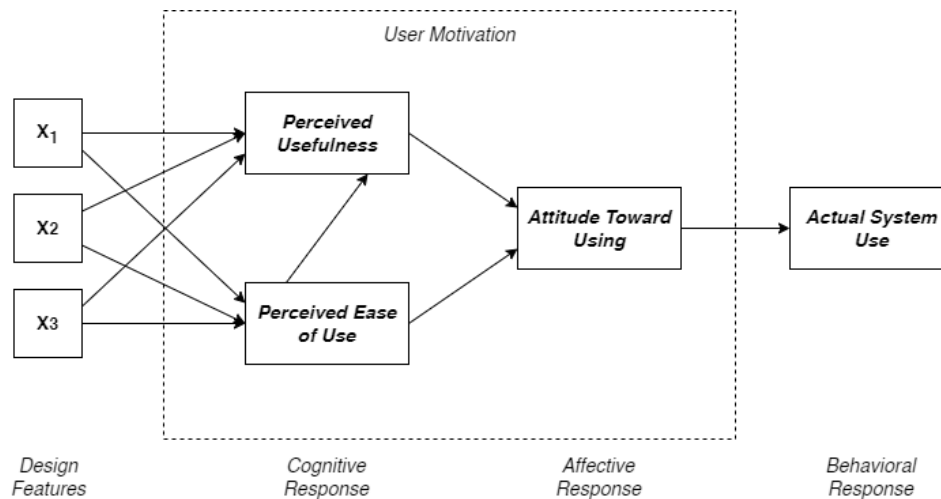 User Motivation
X1
Perceived
Usefulness
X2
Attitude Toward
Using
Actual System
Use
X3
Perceived Ease
of Use
Design
Features
Cognitive
Response
Affective
Response
Behavioral
Response